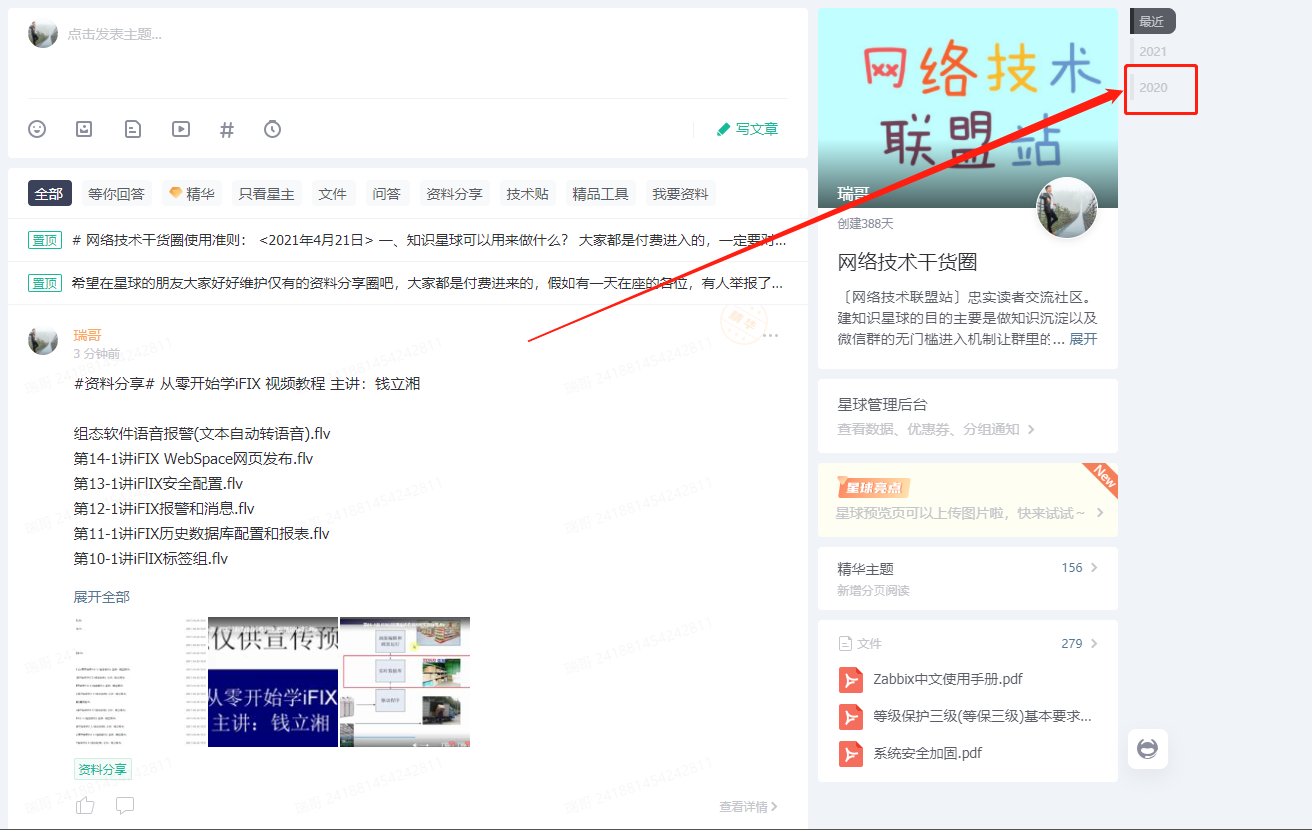 点击发表主题...
写文章
全部 等你回答 精华 只看星主 文件 问答 资料分享 技术贴 精品工具 我要资料
置顶 # 网络技术干货圈使用准则： <2021年4月21日> 一、知识星球可以用来做什么？ 大家都是付费进入的，一定要对...
置顶 希望在星球的朋友大家好好维护仅有的资料分享圈吧，大家都是付费进来的，假如有一天在座的各位，有人举报了...
瑞哥
3 分钟前
精华
#资料分享# 从零开始学iFIX 视频教程 主讲：钱立湘
组态软件语音报警(文本自动转语音).flv
第14-1讲iFIX WebSpace网页发布.flv
第13-1讲iFlIX安全配置.flv
第12-1讲iFIX报警和消息.flv
第11-1讲iFIX历史数据库配置和报表.flv
第10-1讲iFlIX标签组.flv
展开全部
仅供宣传预
从零开始学iFIX
主讲：钱立湘
资料分享
查看详情
瑞哥 241881454242811
网络技术
联盟站
瑞哥
创建388天
网络技术干货圈
〔网络技术联盟站〕忠实读者交流社区。
建知识星球的目的主要是做知识沉淀以及
微信群的无门槛进入机制让群里的... 展开
星球管理后台
查看数据、优惠券、分组通知
星球亮点
New
星球预览页可以上传图片啦，快来试试～
精华主题 156
新增分页阅读
文件 279
Zabbix中文使用手册.pdf
等级保护三级(等保三级)基本要求...
系统安全加固.pdf
最近
2021
2020